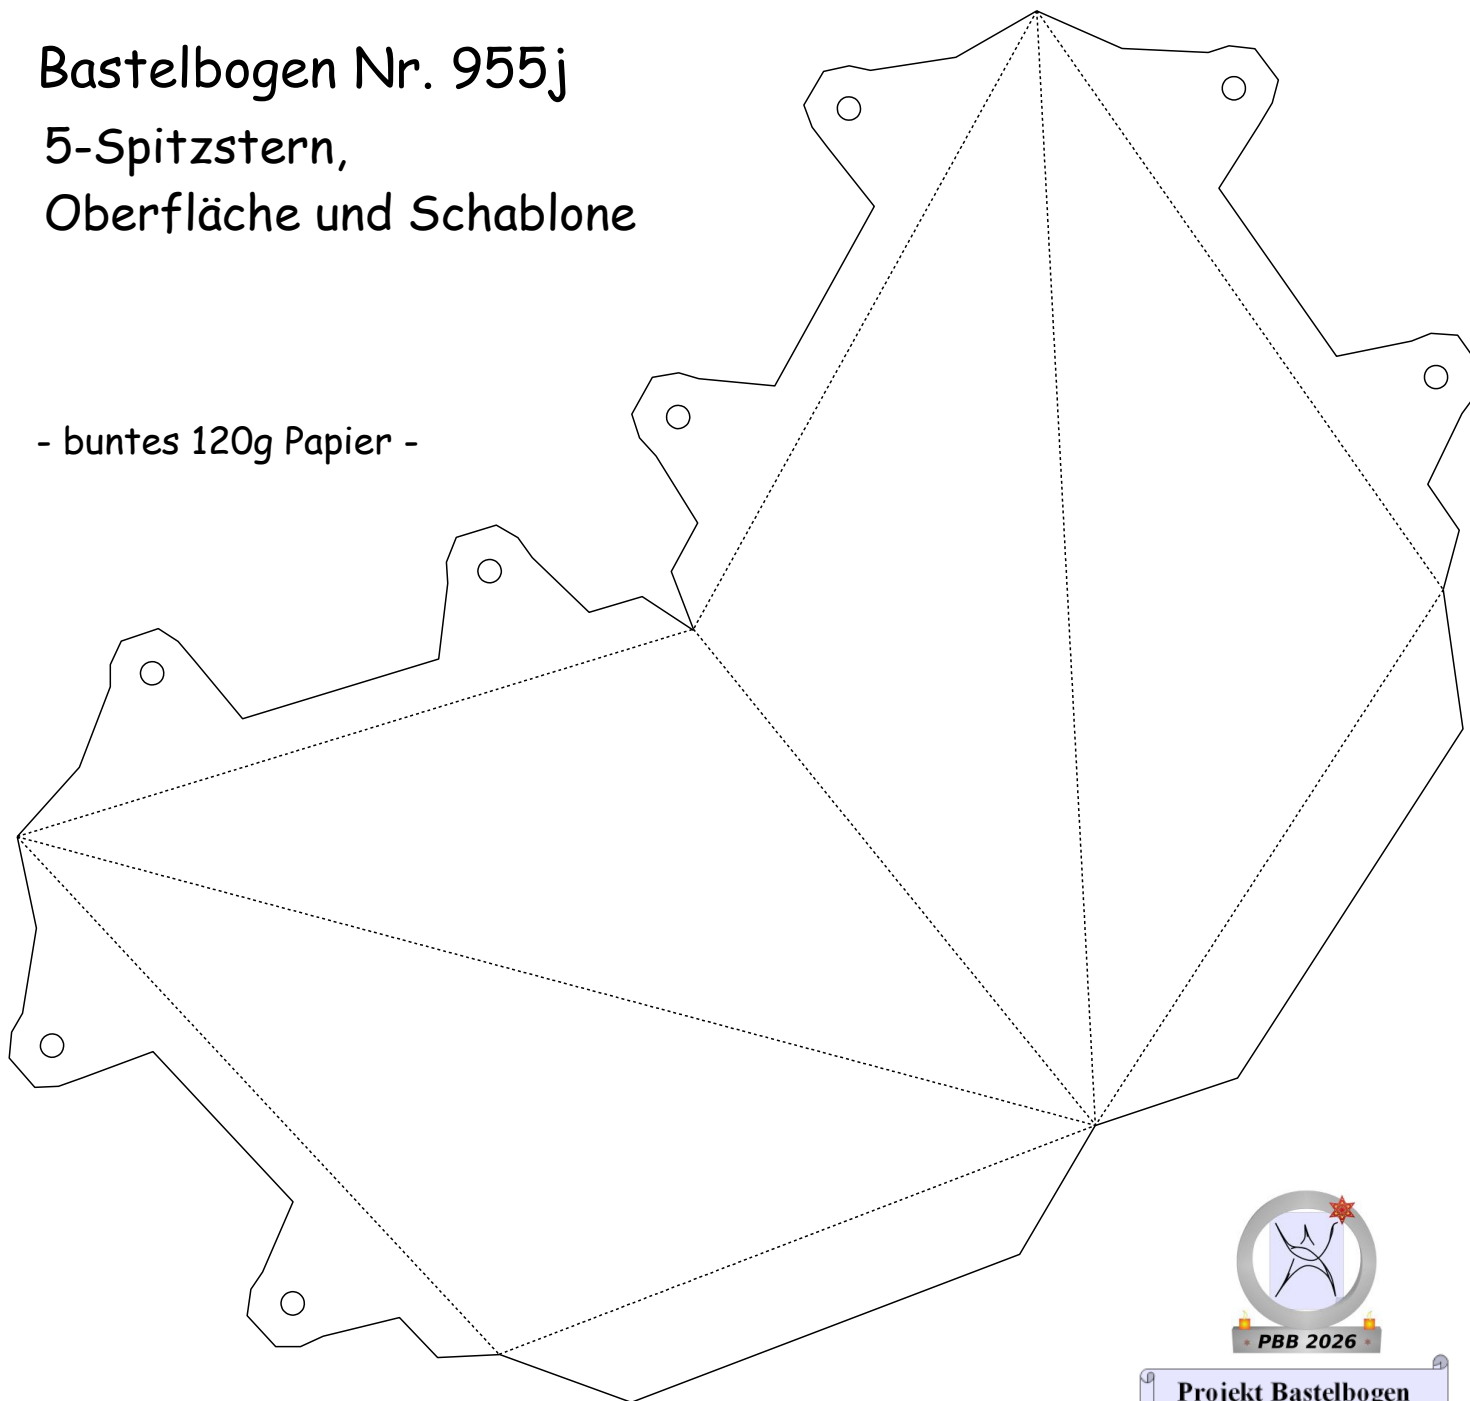 Bastelbogen Nr. 955j
5-Spitzstern,
Oberfläche und Schablone
- buntes 120g Papier -
PBB 2026
Projekt Bastelbogen